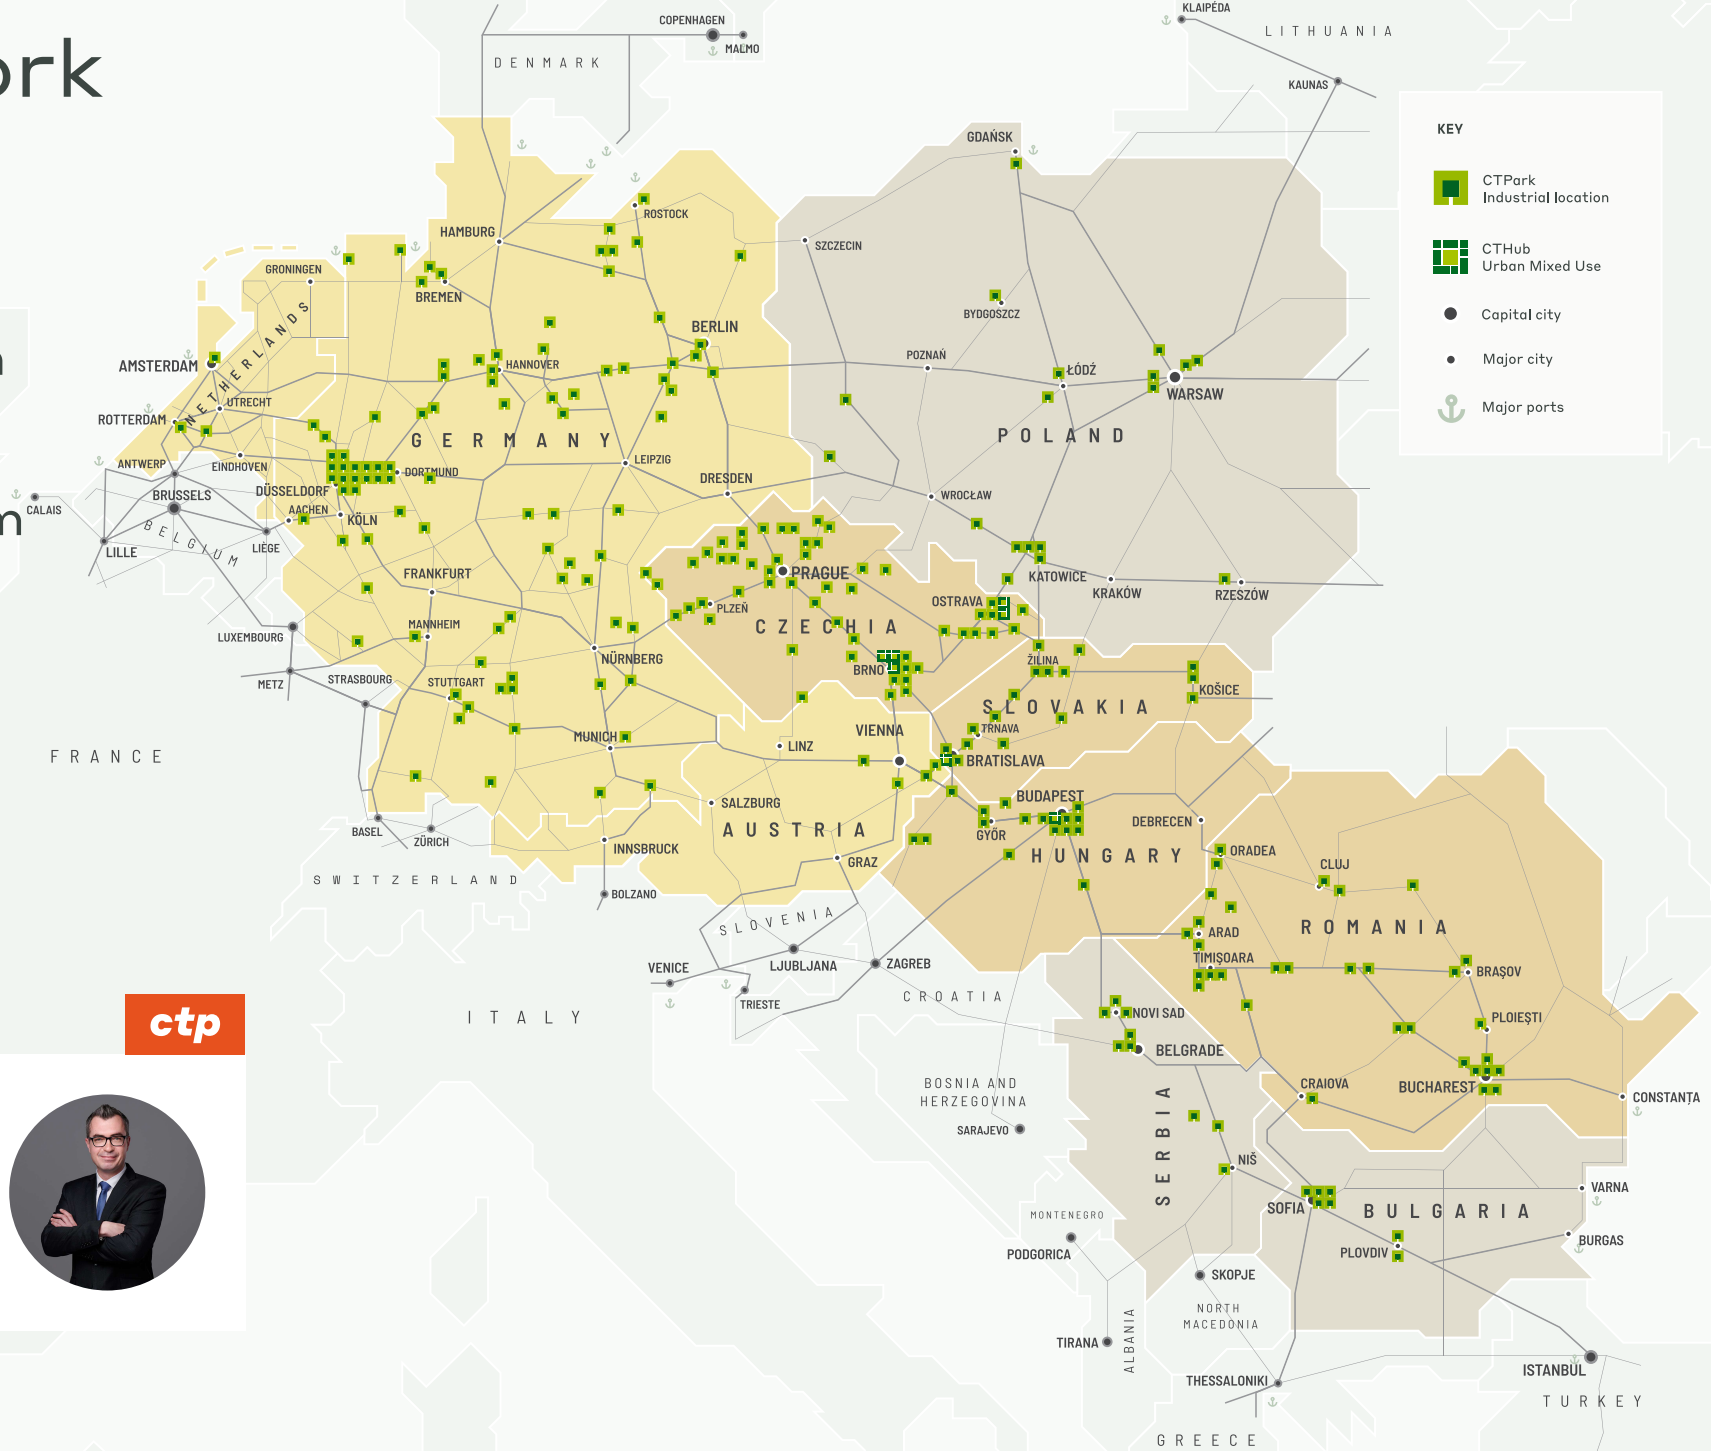 ork
n
m
ctp
KEY
CTPark
Industrial location
CTHub
Urban Mixed Use
Capital city
Major city
Major ports
COPENHAGEN
MALMO
DENMARK
KLAIPĖDA
LITHUANIA
KAUNAS
GDAŃSK
ROSTOCK
HAMBURG
SZCZECIN
GRONINGEN
BREMEN
BYDGOSZCZ
NETHERLANDS
BERLIN
AMSTERDAM
HANNOVER
POZNAŃ
ŁÓDŹ
WARSAW
UTRECHT
ROTTERDAM
GERMANY
POLAND
ANTWERP
EINDHOVEN
DORTMUND
LEIPZIG
DRESDEN
BRUSSELS
DÜSSELDORF
WROCŁAW
CALAIS
AACHEN
KÖLN
BELGIUM
LILLE
LIÈGE
FRANKFURT
PRAGUE
KATOWICE
KRAKÓW
RZESZÓW
OSTRAVA
PLZEŇ
CZECHIA
LUXEMBOURG
MANNHEIM
NÜRNBERG
BRNO
ŽILINA
METZ
STRASBOURG
STUTTGART
KOŠICE
SLOVAKIA
TRNAVA
VIENNA
MUNICH
LINZ
FRANCE
BRATISLAVA
SALZBURG
BUDAPEST
AUSTRIA
BASEL
ZÜRICH
GYŐR
DEBRECEN
INNSBRUCK
GRAZ
HUNGARY
ORADEA
CLUJ
SWITZERLAND
BOLZANO
SLOVENIA
ROMANIA
ARAD
TIMIȘOARA
VENICE
LJUBLJANA
ZAGREB
BRAȘOV
TRIESTE
CROATIA
ITALY
NOVI SAD
PLOIEȘTI
BELGRADE
BOSNIA AND
HERZEGOVINA
CRAIOVA
BUCHAREST
CONSTANȚA
SARAJEVO
SERBIA
NIŠ
VARNA
SOFIA
BULGARIA
MONTENEGRO
PODGORICA
PLOVDIV
BURGAS
SKOPJE
NORTH
MACEDONIA
TIRANA
ALBANIA
ISTANBUL
THESSALONIKI
TURKEY
GREECE